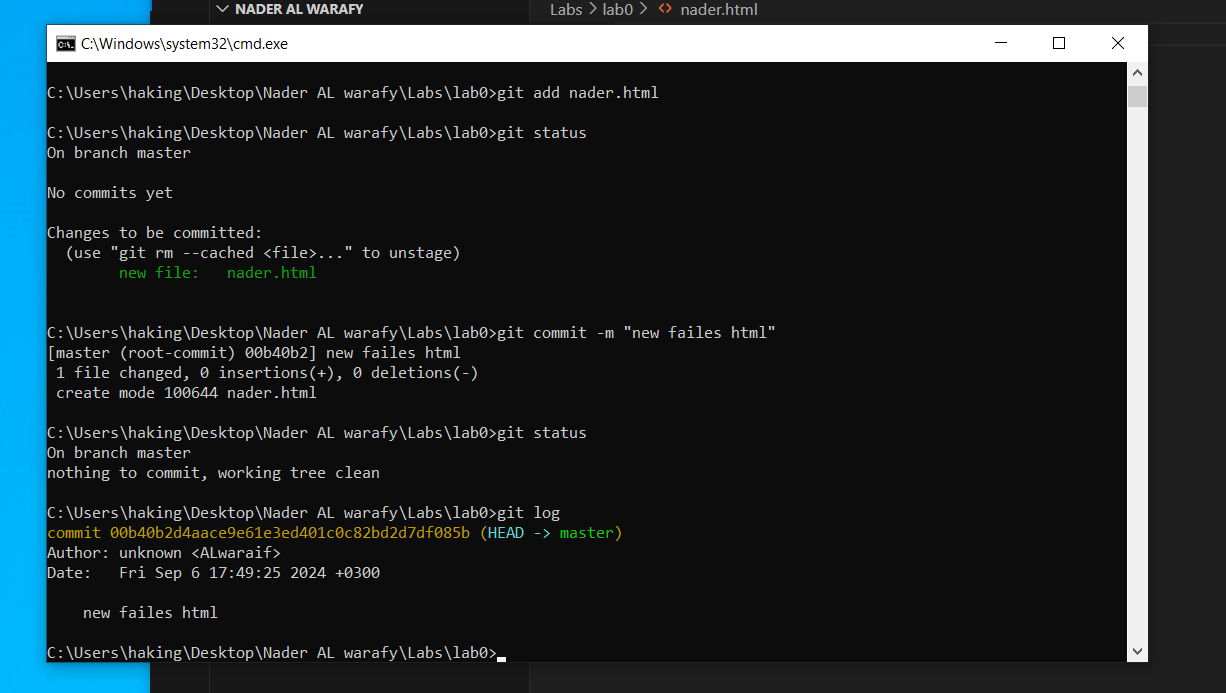 NADER AL WARAFY
Labs > lab0 > <> nader.html
C:\Windows\system32\cmd.exe
C:\Users\haking\Desktop\Nader AL warafy\Labs\lab0>git add nader.html
C:\Users\haking\Desktop\Nader AL warafy\Labs\lab0>git status
On branch master
No commits yet
Changes to be committed:
  (use "git rm --cached <file>..." to unstage)
        new file:   nader.html
C:\Users\haking\Desktop\Nader AL warafy\Labs\lab0>git commit -m "new failes html"
[master (root-commit) 00b40b2] new failes html
 1 file changed, 0 insertions(+), 0 deletions(-)
 create mode 100644 nader.html
C:\Users\haking\Desktop\Nader AL warafy\Labs\lab0>git status
On branch master
nothing to commit, working tree clean
C:\Users\haking\Desktop\Nader AL warafy\Labs\lab0>git log
commit 00b40b2d4aace9e61e3ed401c0c82bd2d7df085b (HEAD -> master)
Author: unknown <ALwaraif>
Date:   Fri Sep 6 17:49:25 2024 +0300
    new failes html
C:\Users\haking\Desktop\Nader AL warafy\Labs\lab0>